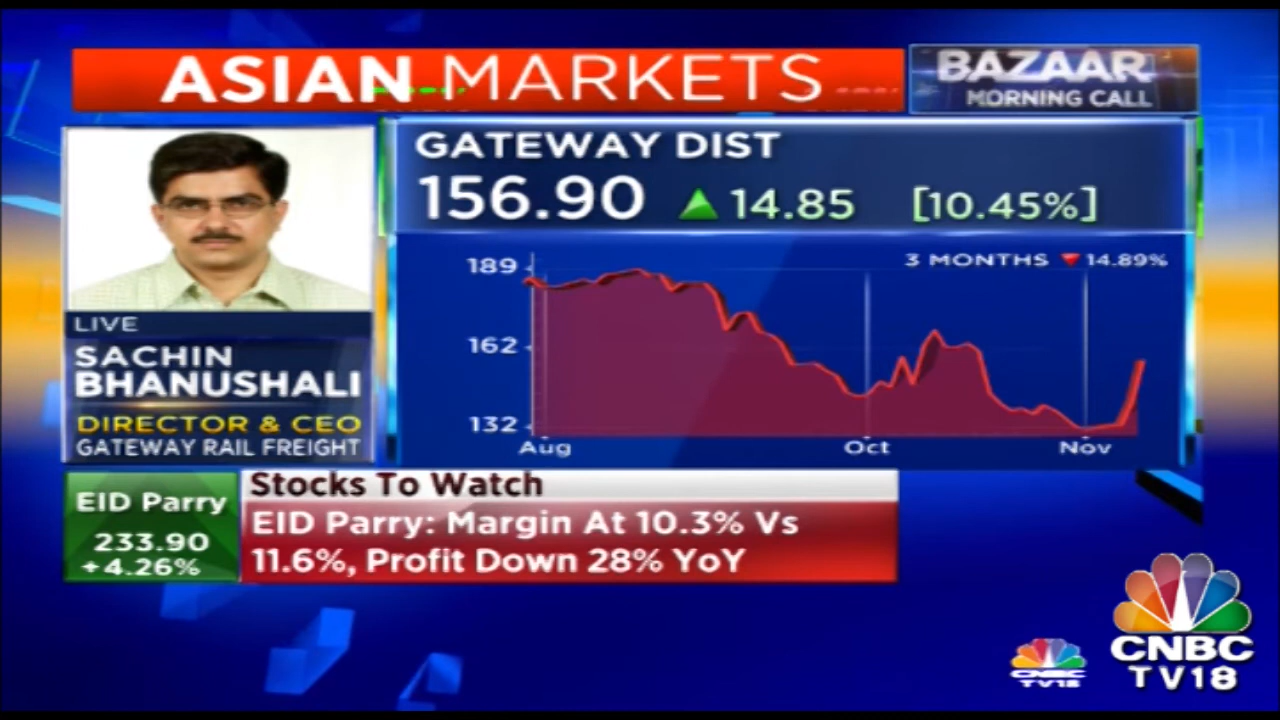 ASIAN MARKETS
BAZAAR
MORNING CALL
GATEWAY DIST
156.90 ▲ 14.85 [10.45%]
3 MONTHS ▼ 14.89%
189
162
132
Aug Oct Nov
LIVE
SACHIN
BHANUSHALI
DIRECTOR & CEO
GATEWAY RAIL FREIGHT
EID Parry
233.90
+4.26%
Stocks To Watch
EID Parry: Margin At 10.3% Vs
11.6%, Profit Down 28% YoY
CNBC
TV18
CNBC
TV18